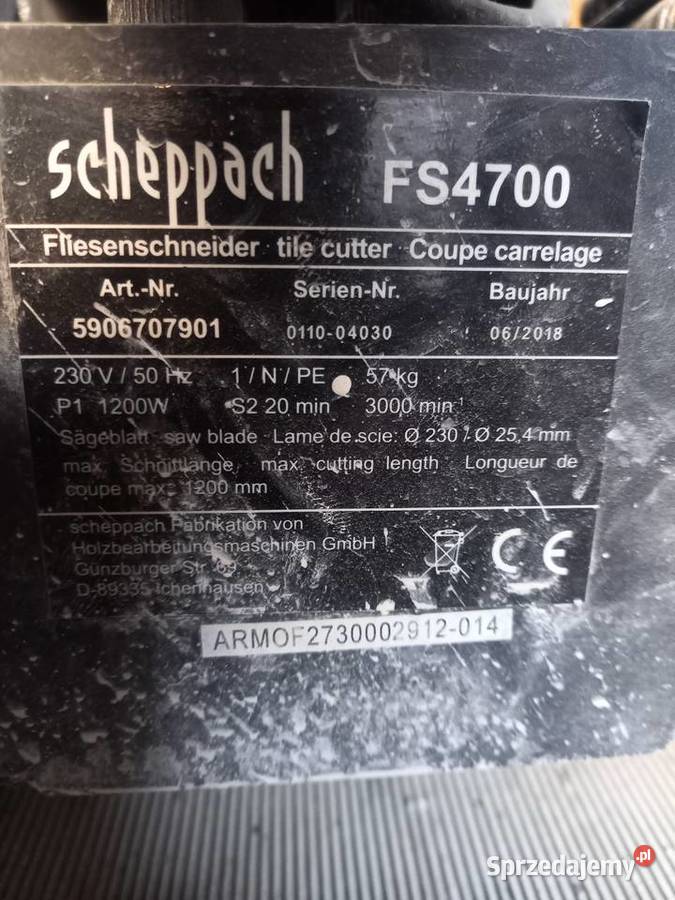 scheppach FS4700
Fliesenschneider tile cutter Coupe carrelage
Art.-Nr. Serien-Nr. Baujahr
5906707901 0110-04030 06/2018
230 V / 50 Hz 1 / N / PE 57 kg
P1 1200W S2 20 min 3000 min⁻¹
Sägeblatt saw blade Lame de scie: Ø 230 / Ø 25,4 mm
max. Schnittlänge max. cutting length Longueur de
coupe max. 1200 mm
scheppach Fabrikation von
Holzbearbeitungsmaschinen GmbH
Günzburger Str.
D-89335 Ichenhausen
CE
ARMOF2730002912-014
Sprzedajemy.pl